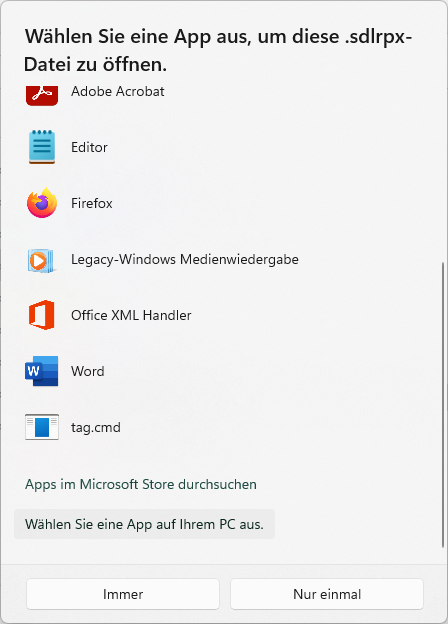 Wählen Sie eine App aus, um diese .sdlrpx-
Datei zu öffnen.
Adobe Acrobat
Editor
Firefox
Legacy-Windows Medienwiedergabe
Office XML Handler
W
Word
tag.cmd
Apps im Microsoft Store durchsuchen
Wählen Sie eine App auf Ihrem PC aus.
Immer
Nur einmal